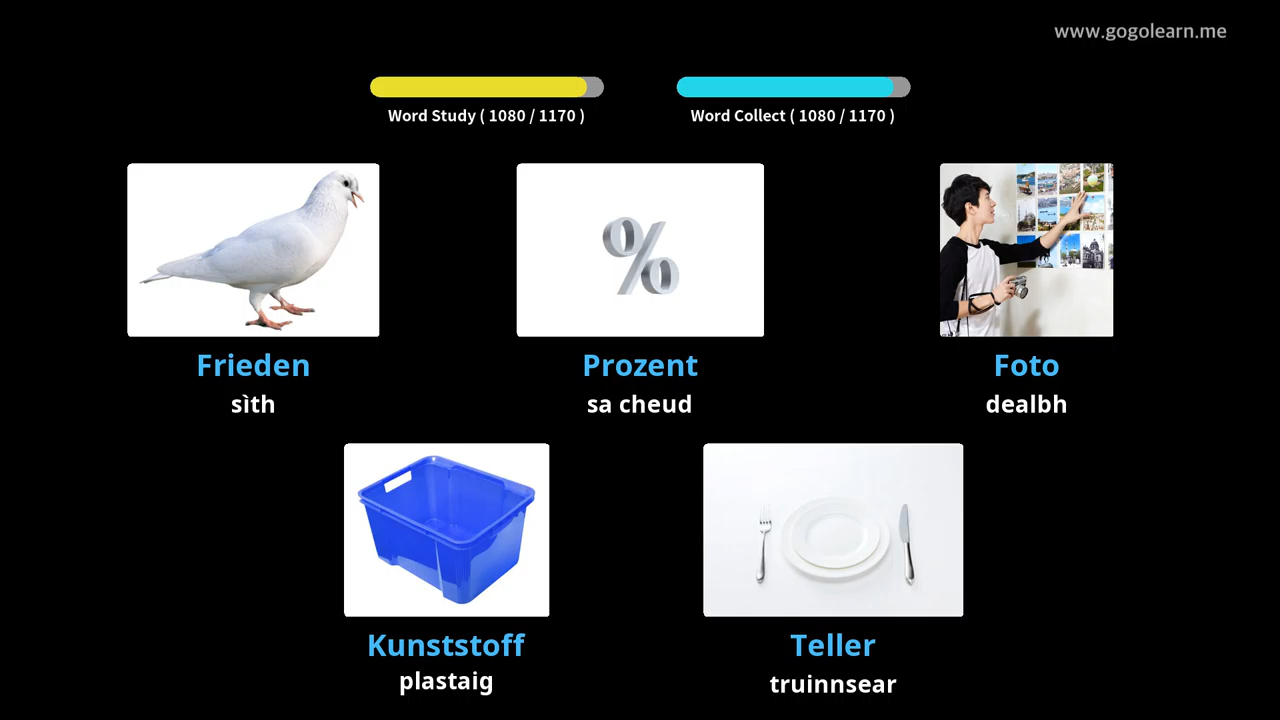 www.gogolearn.me
Word Study ( 1080 / 1170 )
Word Collect ( 1080 / 1170 )
%
Frieden
sìth
Prozent
sa cheud
Foto
dealbh
Kunststoff
plastaig
Teller
truinnsear